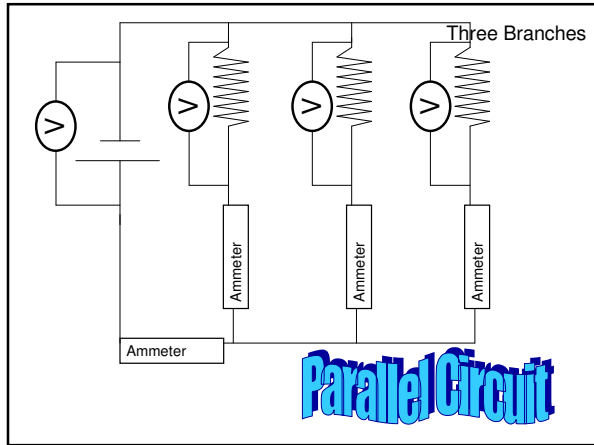 Three Branches
V
V
V
V
Ammeter
Ammeter
Ammeter
Ammeter
Parallel Circuit